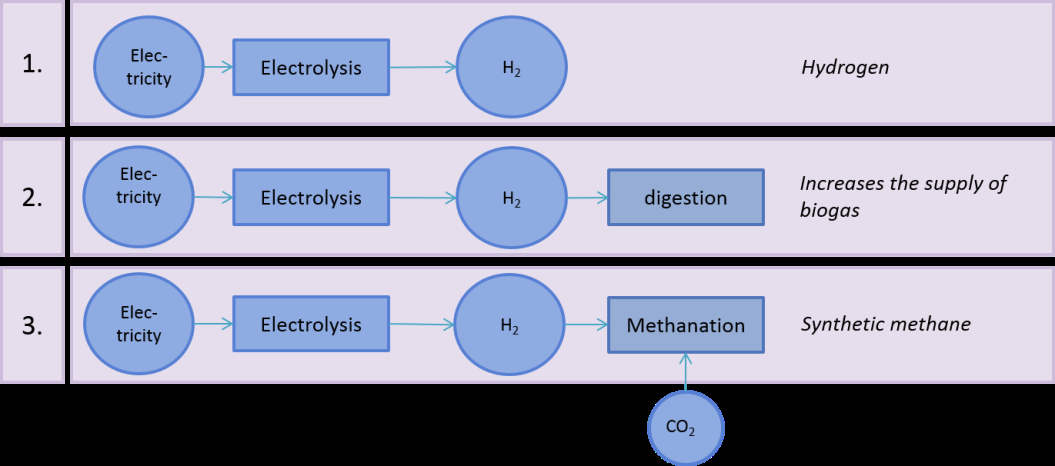 1.
Elec-
tricity
Electrolysis
H₂
Hydrogen
2.
Elec-
tricity
Electrolysis
H₂
digestion
Increases the supply of
biogas
3.
Elec-
tricity
Electrolysis
H₂
Methanation
Synthetic methane
CO₂